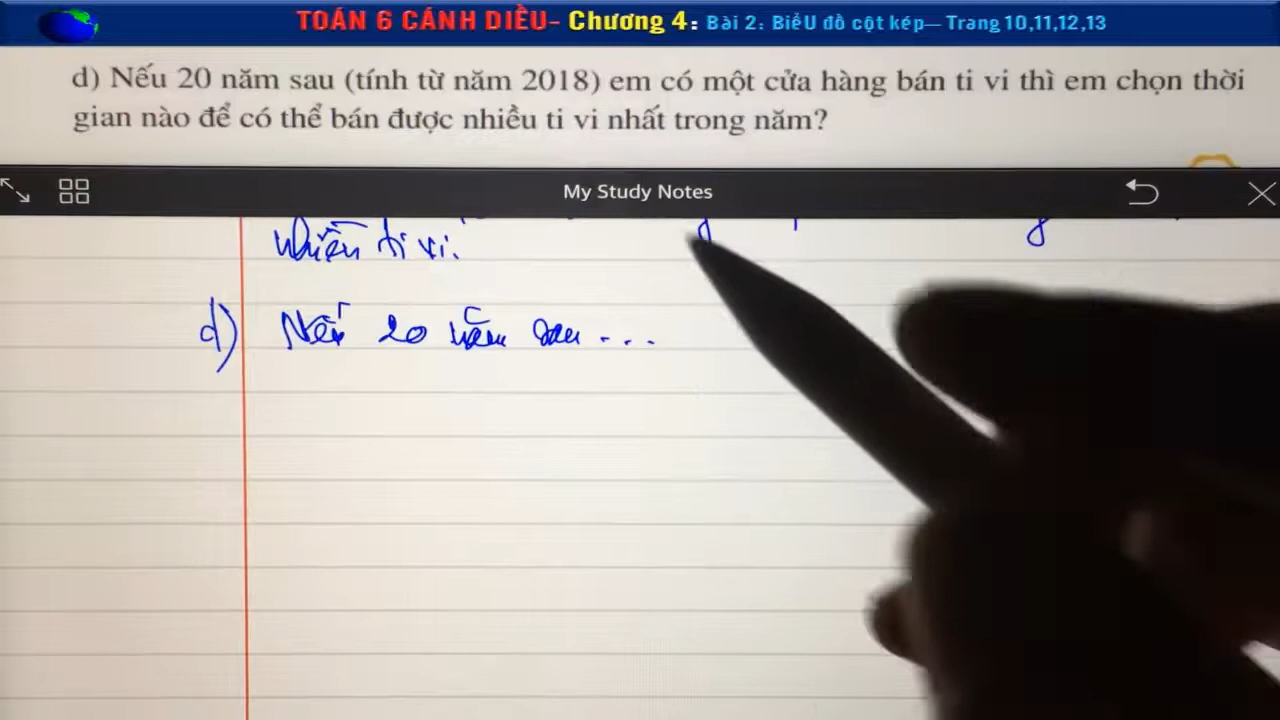 TOÁN 6 CÁNH DIỀU- Chương 4: Bài 2: BiểU đồ cột kép— Trang 10,11,12,13
d) Nếu 20 năm sau (tính từ năm 2018) em có một cửa hàng bán ti vi thì em chọn thời
gian nào để có thể bán được nhiều ti vi nhất trong năm?
My Study Notes
nhiều ti vi.
d) Nếu 20 năm sau ...